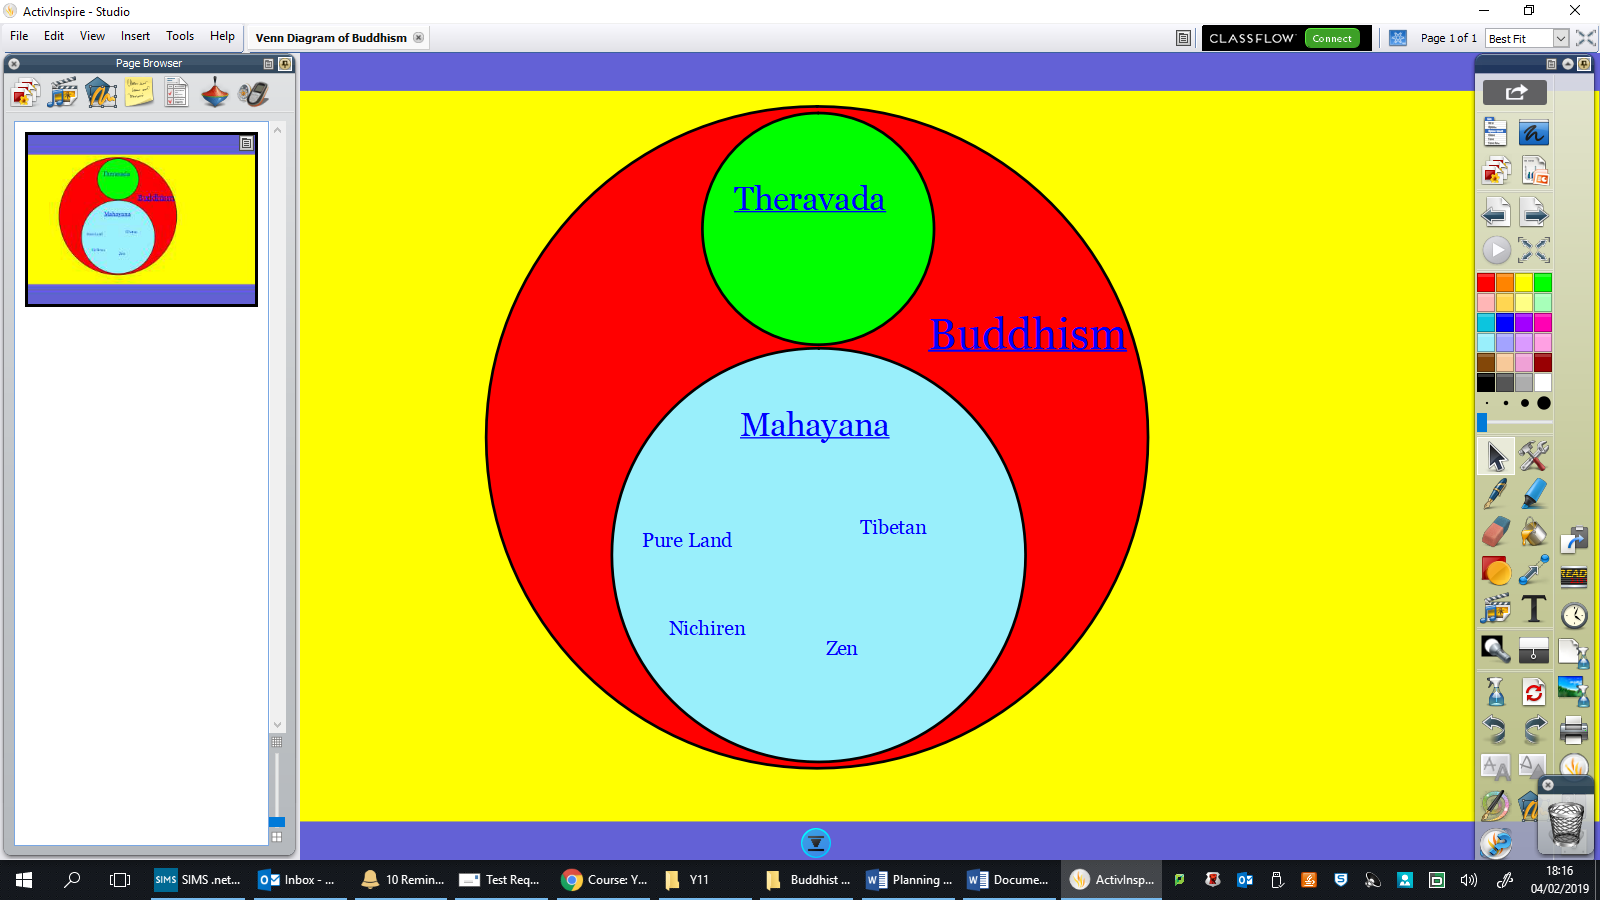 ActivInspire - Studio
File Edit View Insert Tools Help
Venn Diagram of Buddhism
CLASSFLOW Connect
Page 1 of 1
Best Fit
Page Browser
Theravada
Buddhism
Mahayana
Pure Land
Tibetan
Nichiren
Zen
SIMS
SIMS .net...
Inbox - ...
10 Remin...
Test Req...
Course: Y...
Y11
Buddhist ...
Planning ...
Docume...
ActivInsp...
18:16
04/02/2019